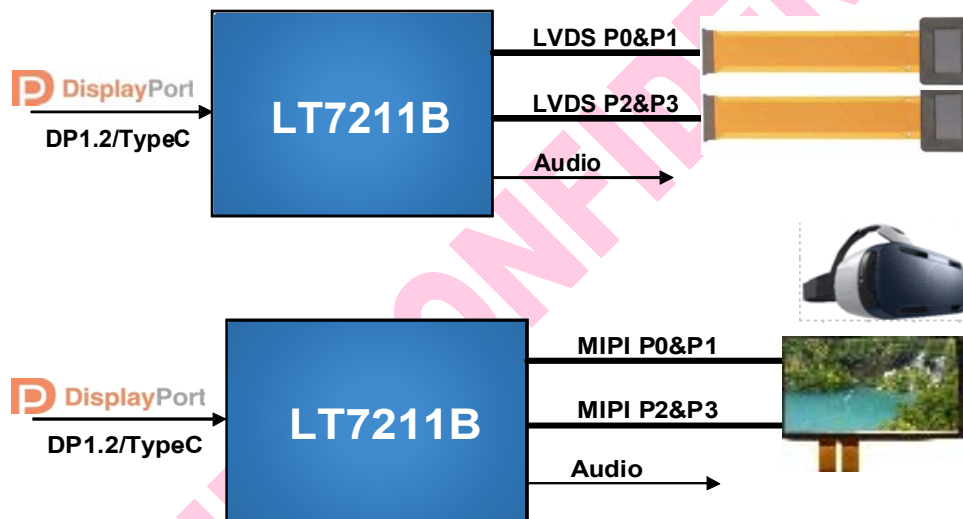 LVDS P0&P1
DisplayPort
LT7211B
LVDS P2&P3
DP1.2/TypeC
Audio
CONFIDEN
MIPI P0&P1
DisplayPort
LT7211B
MIPI P2&P3
DP1.2/TypeC
Audio